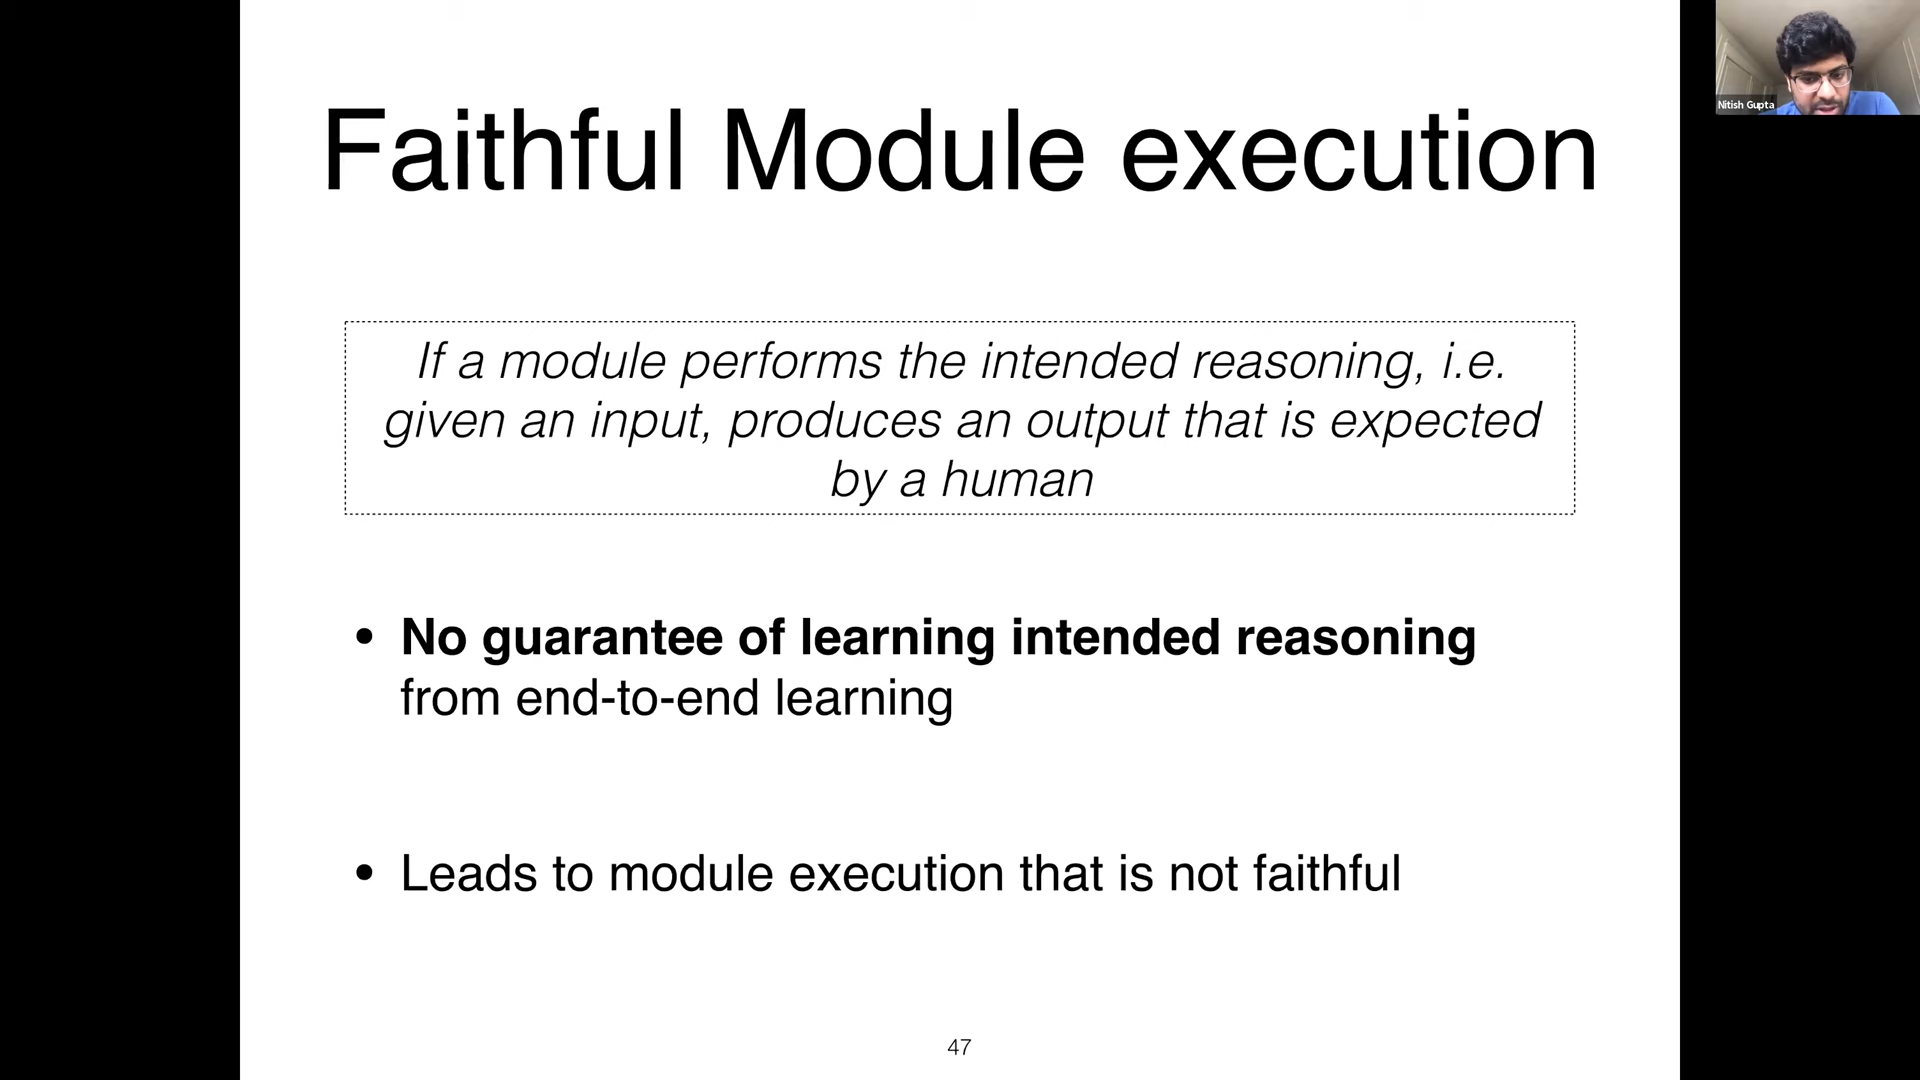 Faithful Module execution
Nitish Gupta
If a module performs the intended reasoning, i.e.
given an input, produces an output that is expected
by a human
• No guarantee of learning intended reasoning
from end-to-end learning
• Leads to module execution that is not faithful
47